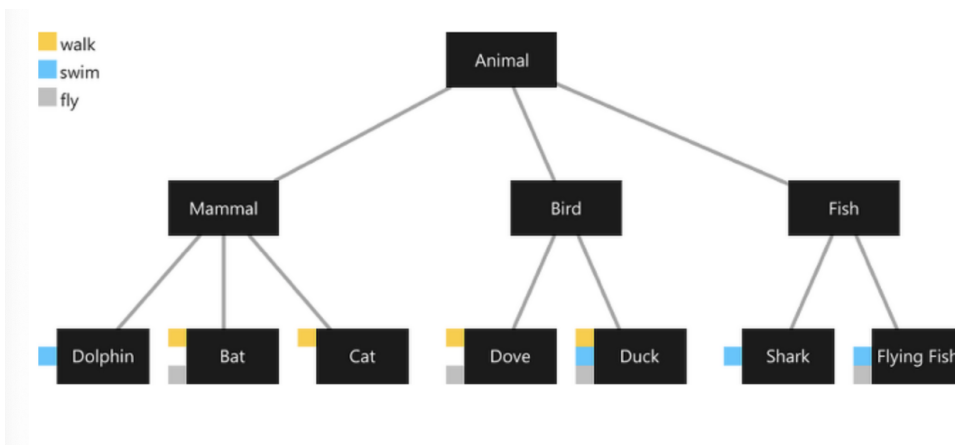 walk
swim
fly
Animal
Mammal
Bird
Fish
Dolphin
Bat
Cat
Dove
Duck
Shark
Flying Fish